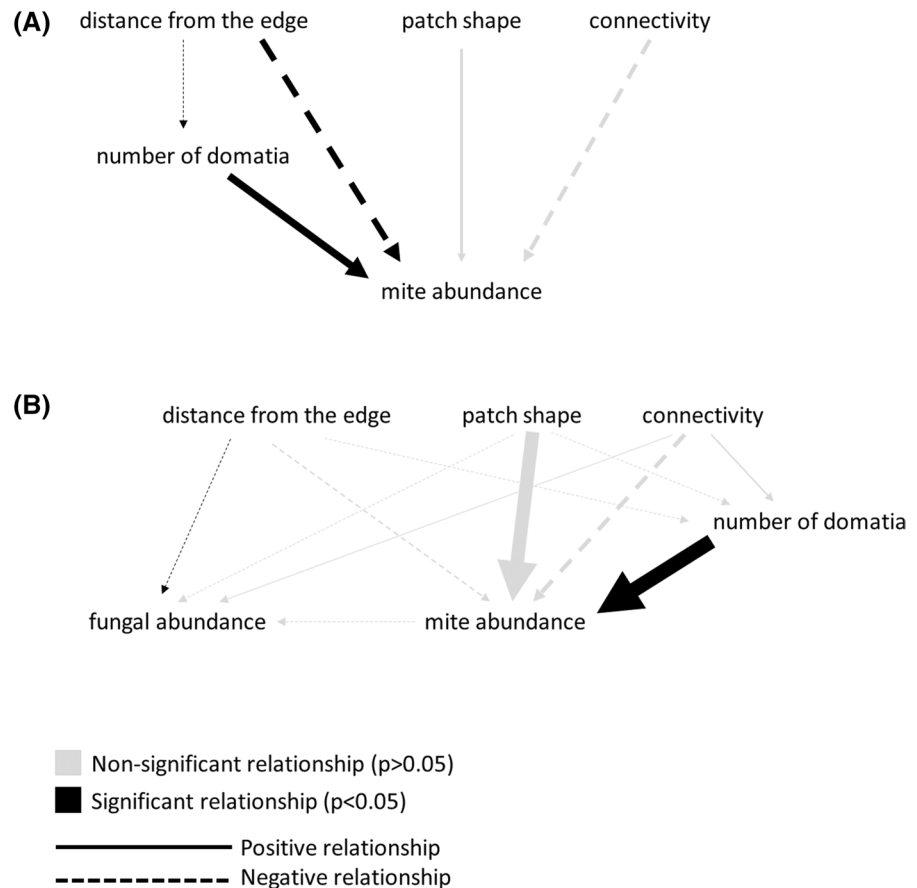 (A)
distance from the edge
patch shape
connectivity
number of domatia
mite abundance
(B)
distance from the edge
patch shape
connectivity
number of domatia
fungal abundance
mite abundance
Non-significant relationship (p>0.05)
Significant relationship (p<0.05)
Positive relationship
Negative relationship